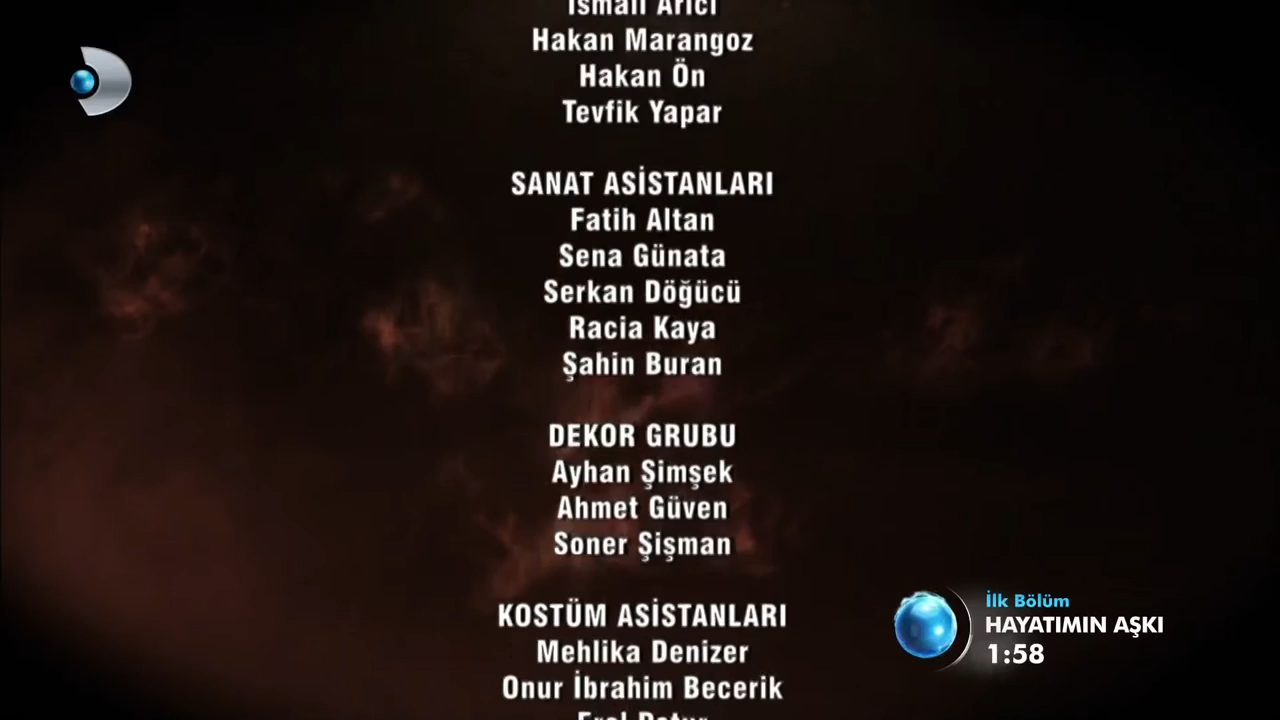 İsmail Arıcı
Hakan Marangoz
Hakan Ön
Tevfik Yapar
SANAT ASİSTANLARI
Fatih Altan
Sena Günata
Serkan Döğücü
Racia Kaya
Şahin Buran
DEKOR GRUBU
Ayhan Şimşek
Ahmet Güven
Soner Şişman
KOSTÜM ASİSTANLARI
Mehlika Denizer
Onur İbrahim Becerik
İlk Bölüm
HAYATIMIN AŞKI
1:58